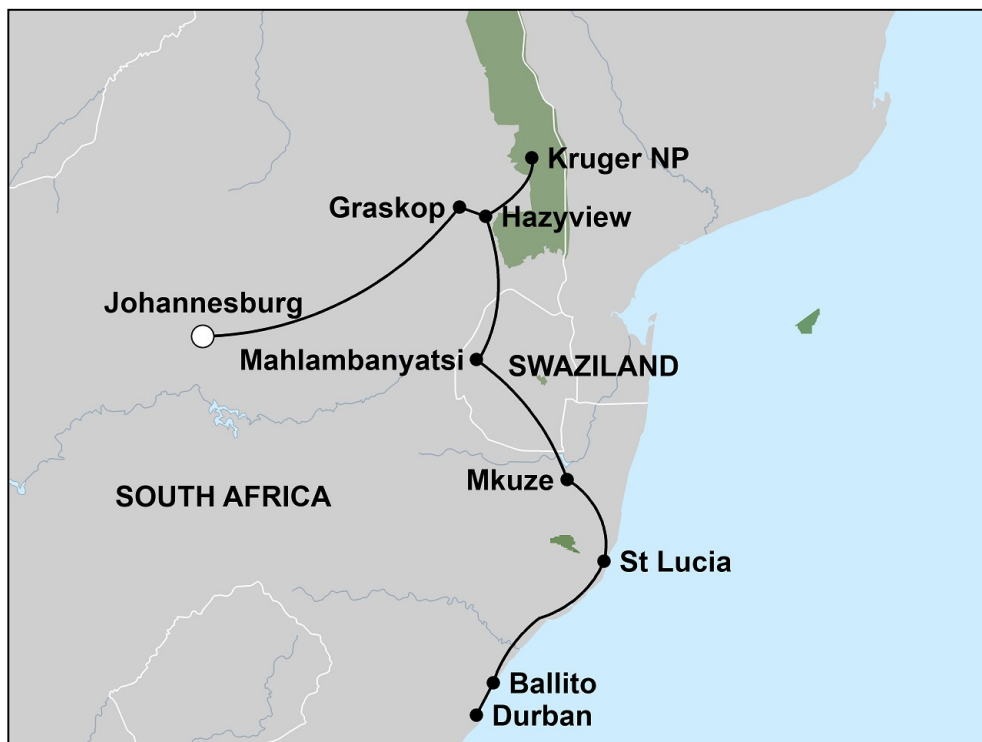 Kruger NP
Graskop
Hazyview
Johannesburg
Mahlambanyatsi
SWAZILAND
Mkuze
SOUTH AFRICA
St Lucia
Ballito
Durban